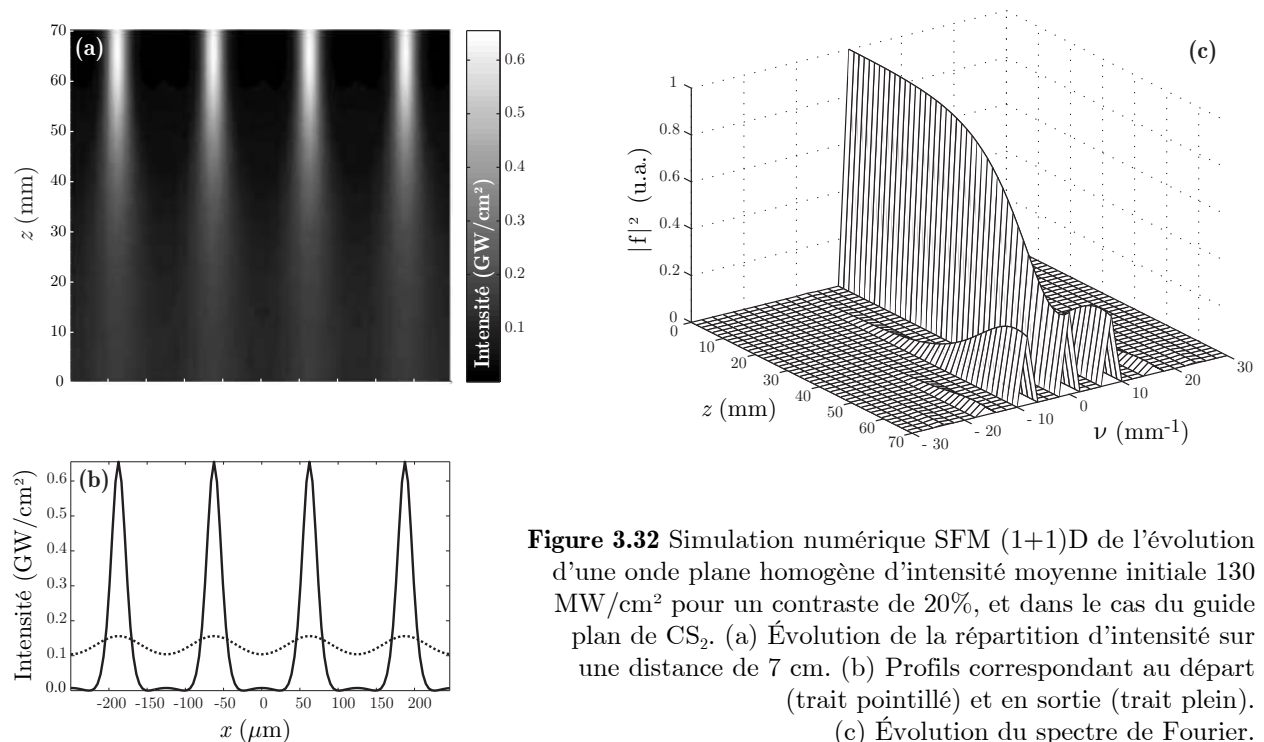 (a)
70
60
50
40
30
20
10
0
z (mm)
0.6
0.5
0.4
0.3
0.2
0.1
Intensité (GW/cm²)
(c)
1
0.8
0.6
0.4
0.2
0
|f|² (u.a.)
0
10
20
30
40
50
60
70
z (mm)
- 30
- 20
- 10
0
10
20
30
ν (mm⁻¹)
(b)
0.6
0.5
0.4
0.3
0.2
0.1
0.0
Intensité (GW/cm²)
-200 -150 -100 -50 0 50 100 150 200
x (μm)
Figure 3.32 Simulation numérique SFM (1+1)D de l'évolution
d'une onde plane homogène d'intensité moyenne initiale 130
MW/cm² pour un contraste de 20%, et dans le cas du guide
plan de CS₂. (a) Évolution de la répartition d'intensité sur
une distance de 7 cm. (b) Profils correspondant au départ
(trait pointillé) et en sortie (trait plein).
(c) Évolution du spectre de Fourier.